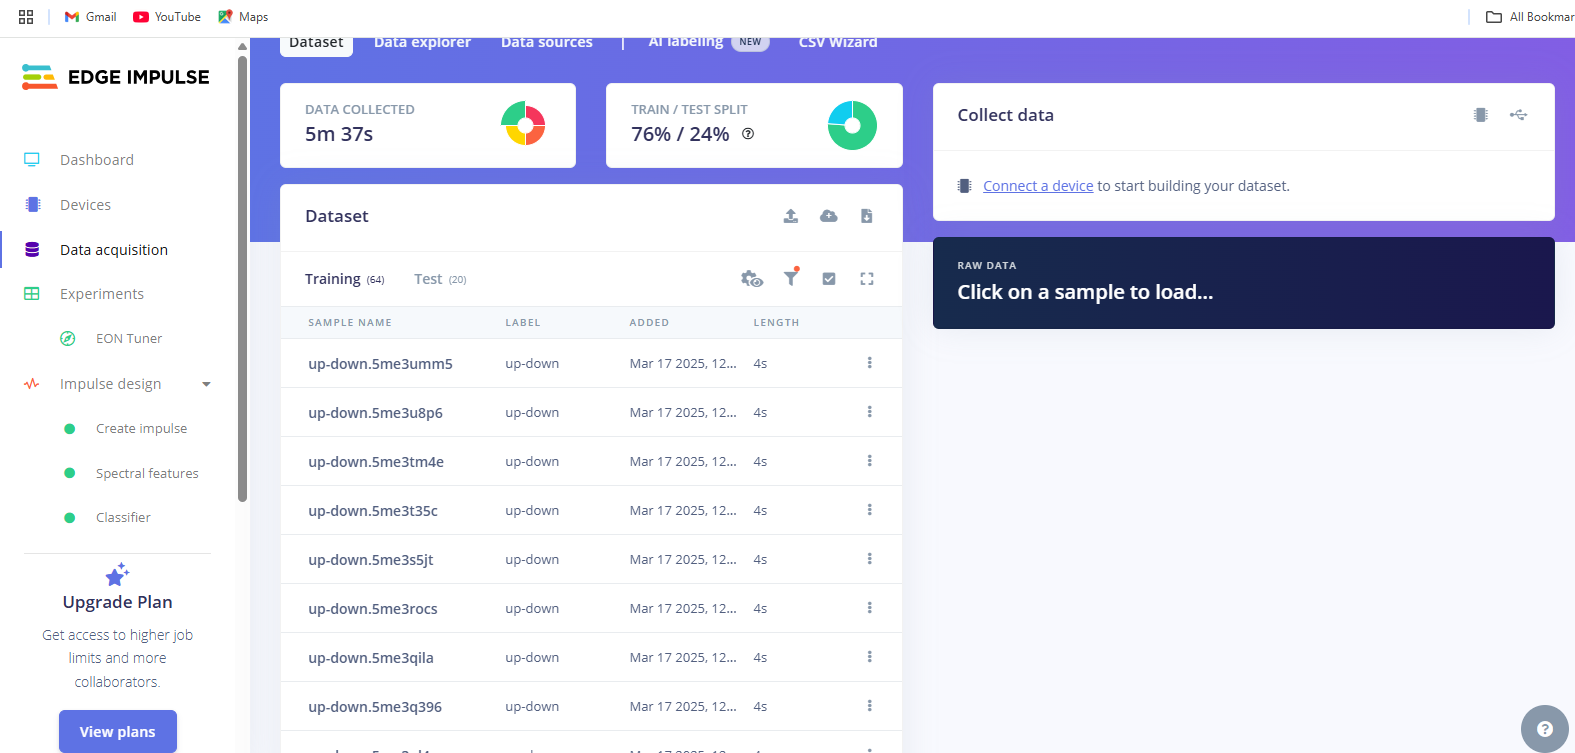 Gmail YouTube Maps All Bookmar
EDGE IMPULSE
Dashboard
Devices
Data acquisition
Experiments
EON Tuner
Impulse design
Create impulse
Spectral features
Classifier
Upgrade Plan
Get access to higher job
limits and more
collaborators.
View plans
Dataset Data explorer Data sources | AI labeling NEW CSV Wizard
DATA COLLECTED
5m 37s
TRAIN / TEST SPLIT
76% / 24%
Dataset
Training (64) Test (20)
SAMPLE NAME LABEL ADDED LENGTH
up-down.5me3umm5 up-down Mar 17 2025, 12... 4s
up-down.5me3u8p6 up-down Mar 17 2025, 12... 4s
up-down.5me3tm4e up-down Mar 17 2025, 12... 4s
up-down.5me3t35c up-down Mar 17 2025, 12... 4s
up-down.5me3s5jt up-down Mar 17 2025, 12... 4s
up-down.5me3rocs up-down Mar 17 2025, 12... 4s
up-down.5me3qila up-down Mar 17 2025, 12... 4s
up-down.5me3q396 up-down Mar 17 2025, 12... 4s
Collect data
Connect a device to start building your dataset.
RAW DATA
Click on a sample to load...